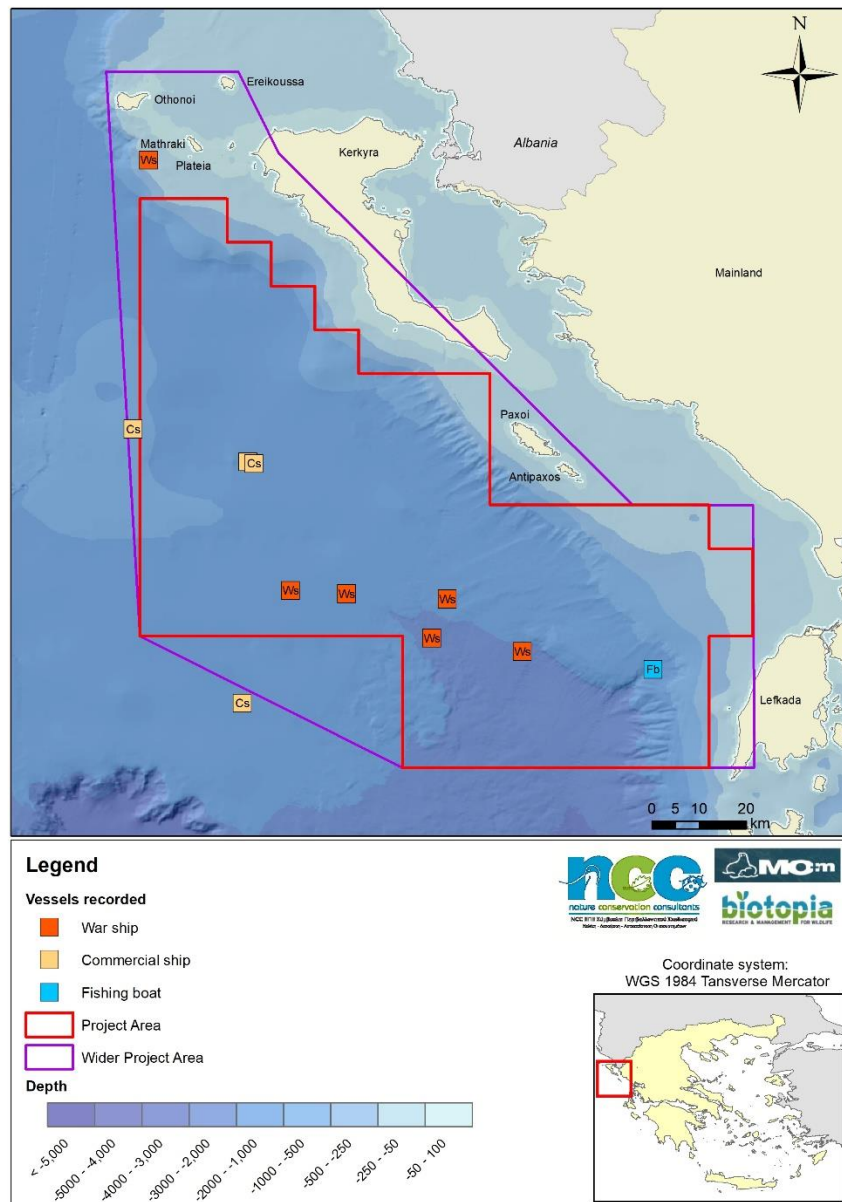 N
Ereikoussa
Othonoi
Mathraki
Ws
Plateia
Kerkyra
Albania
Mainland
Paxoi
Antipaxos
Cs
Cs
Ws
Ws
Ws
Ws
Ws
Fb
Cs
Lefkada
0 5 10 20
km
Legend
Vessels recorded
War ship
Commercial ship
Fishing boat
Project Area
Wider Project Area
Depth
< -5,000
-5000 - -4,000
-4000 - -3,000
-3000 - -2,000
-2000 - -1,000
-1000 - -500
-500 - -250
-250 - -50
-50 - 100
ncc
nature conservation consultants
MO:m
biotopia
RESEARCH & MANAGEMENT FOR WILDLIFE
Coordinate system:
WGS 1984 Tansverse Mercator